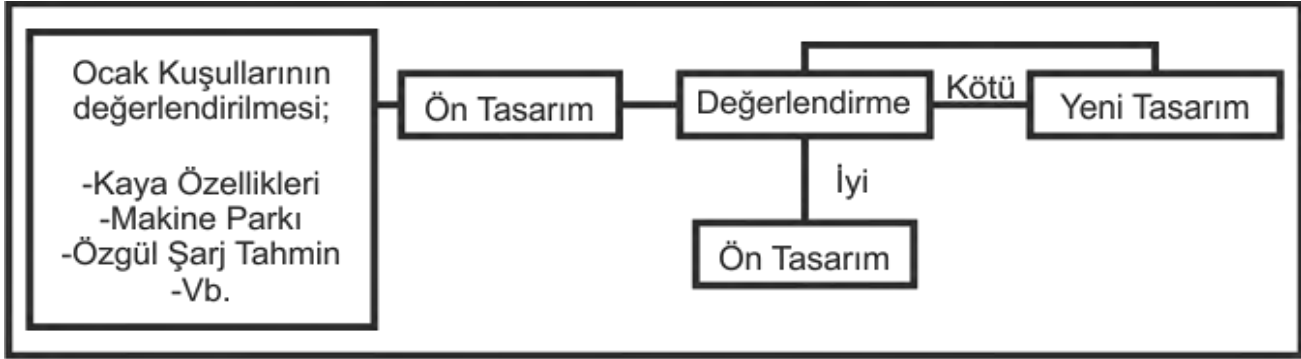 Ocak Kuşullarının
değerlendirilmesi;
-Kaya Özellikleri
-Makine Parkı
-Özgül Şarj Tahmin
-Vb.
Ön Tasarım
Değerlendirme
Kötü
Yeni Tasarım
İyi
Ön Tasarım